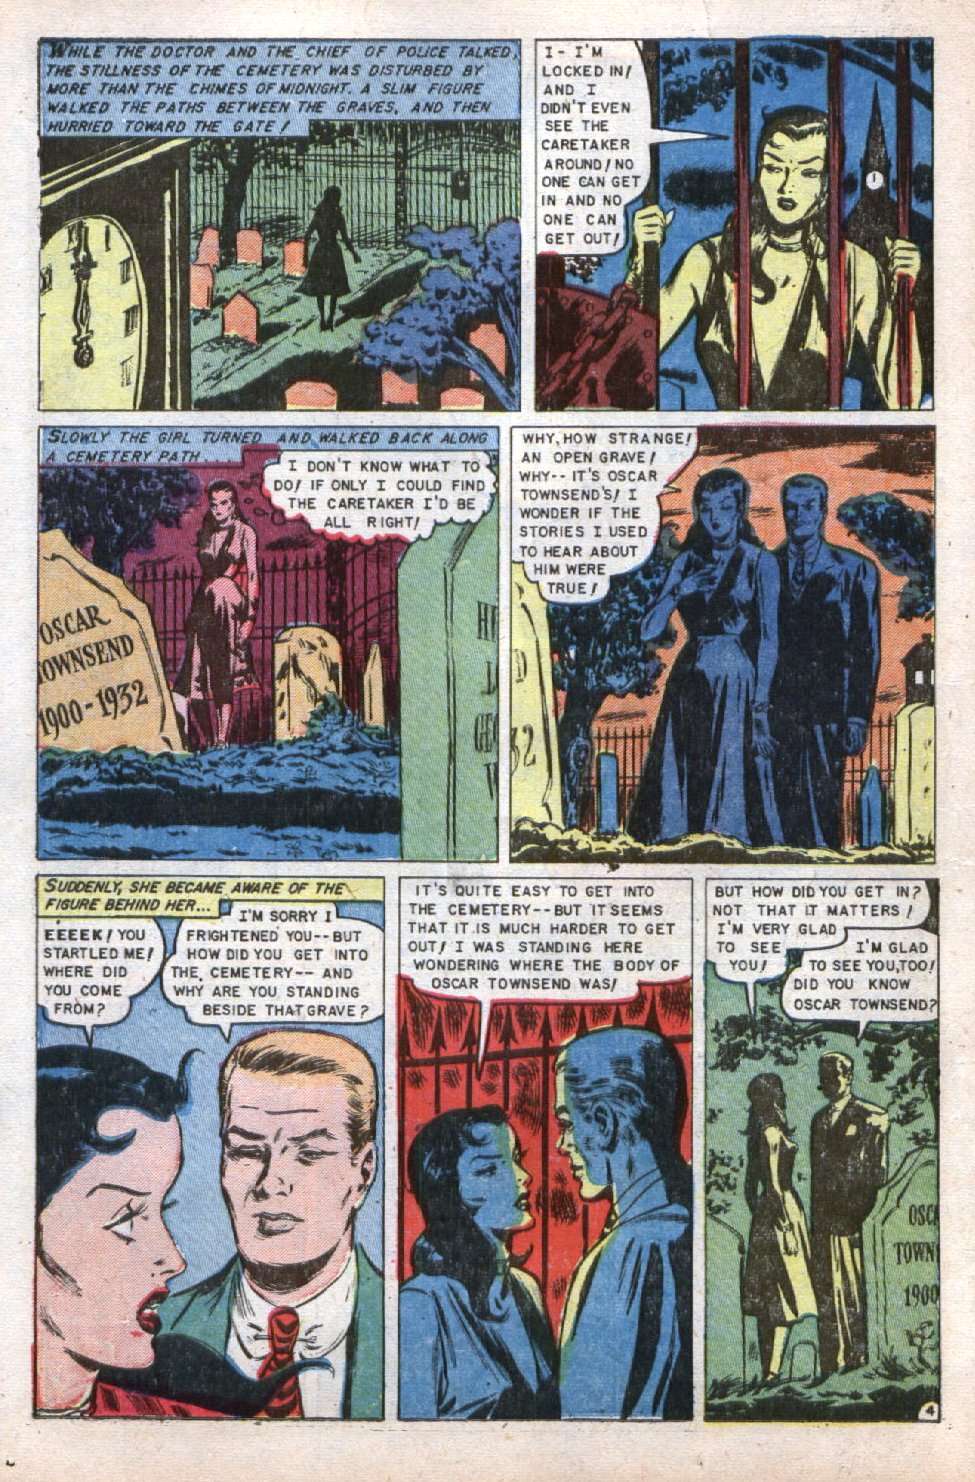 WHILE THE DOCTOR AND THE CHIEF OF POLICE TALKED,
THE STILLNESS OF THE CEMETERY WAS DISTURBED BY
MORE THAN THE CHIMES OF MIDNIGHT. A SLIM FIGURE
WALKED THE PATHS BETWEEN THE GRAVES, AND THEN
HURRIED TOWARD THE GATE!
I-I'M
LOCKED IN!
AND I
DIDN'T EVEN
SEE THE
CARETAKER
AROUND! NO
ONE CAN GET
IN AND NO
ONE CAN
GET OUT!
SLOWLY THE GIRL TURNED AND WALKED BACK ALONG
A CEMETERY PATH.
I DON'T KNOW WHAT TO
DO! IF ONLY I COULD FIND
THE CARETAKER I'D BE
ALL RIGHT!
OSCAR
TOWNSEND
1900-1932
WHY, HOW STRANGE!
AN OPEN GRAVE!
WHY-- IT'S OSCAR
TOWNSEND'S! I
WONDER IF THE
STORIES I USED
TO HEAR ABOUT
HIM WERE
TRUE!
32
SUDDENLY, SHE BECAME AWARE OF THE
FIGURE BEHIND HER...
EEEEK! YOU
STARTLED ME!
WHERE DID
YOU COME
FROM?
I'M SORRY I
FRIGHTENED YOU--BUT
HOW DID YOU GET INTO
THE CEMETERY-- AND
WHY ARE YOU STANDING
BESIDE THAT GRAVE?
IT'S QUITE EASY TO GET INTO
THE CEMETERY--BUT IT SEEMS
THAT IT IS MUCH HARDER TO GET
OUT! I WAS STANDING HERE
WONDERING WHERE THE BODY OF
OSCAR TOWNSEND WAS!
BUT HOW DID YOU GET IN?
NOT THAT IT MATTERS!
I'M VERY GLAD
TO SEE
YOU!
I'M GLAD
TO SEE YOU, TOO!
DID YOU KNOW
OSCAR TOWNSEND?
OSCA
TOWN
1900
4